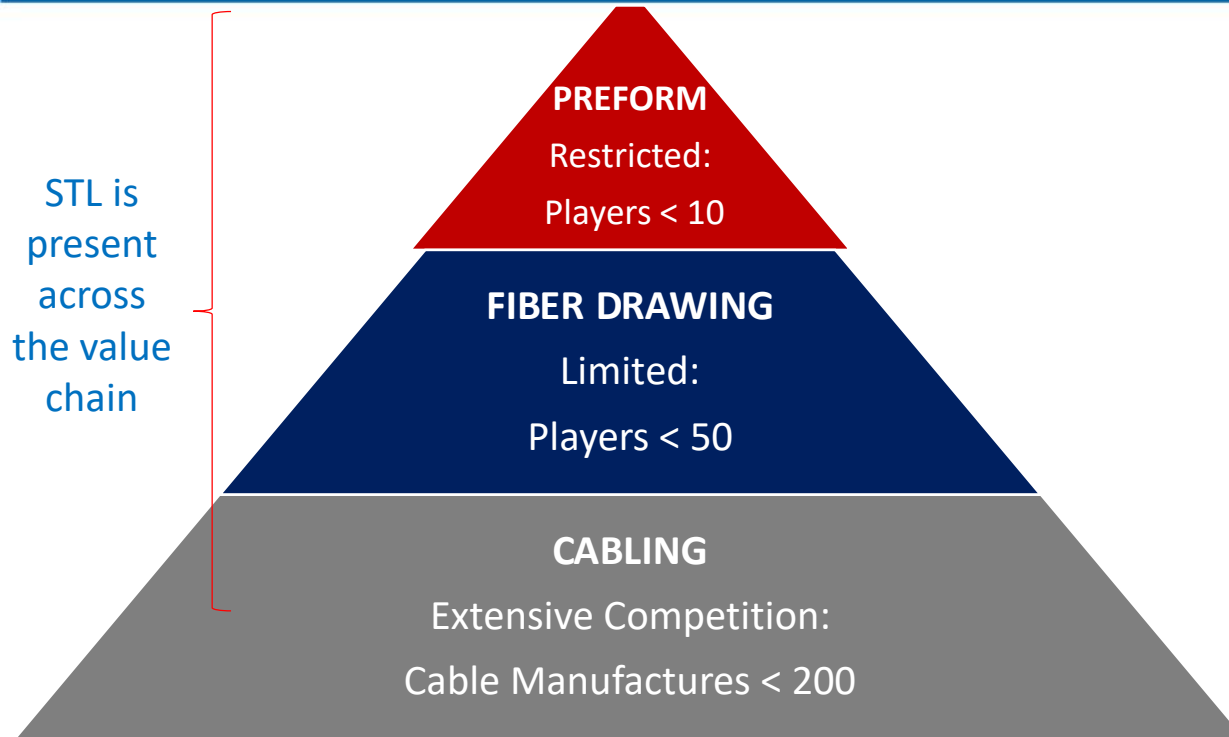 PREFORM
Restricted:
Players < 10
STL is
present
across
the value
chain
FIBER DRAWING
Limited:
Players < 50
CABLING
Extensive Competition:
Cable Manufactures < 200